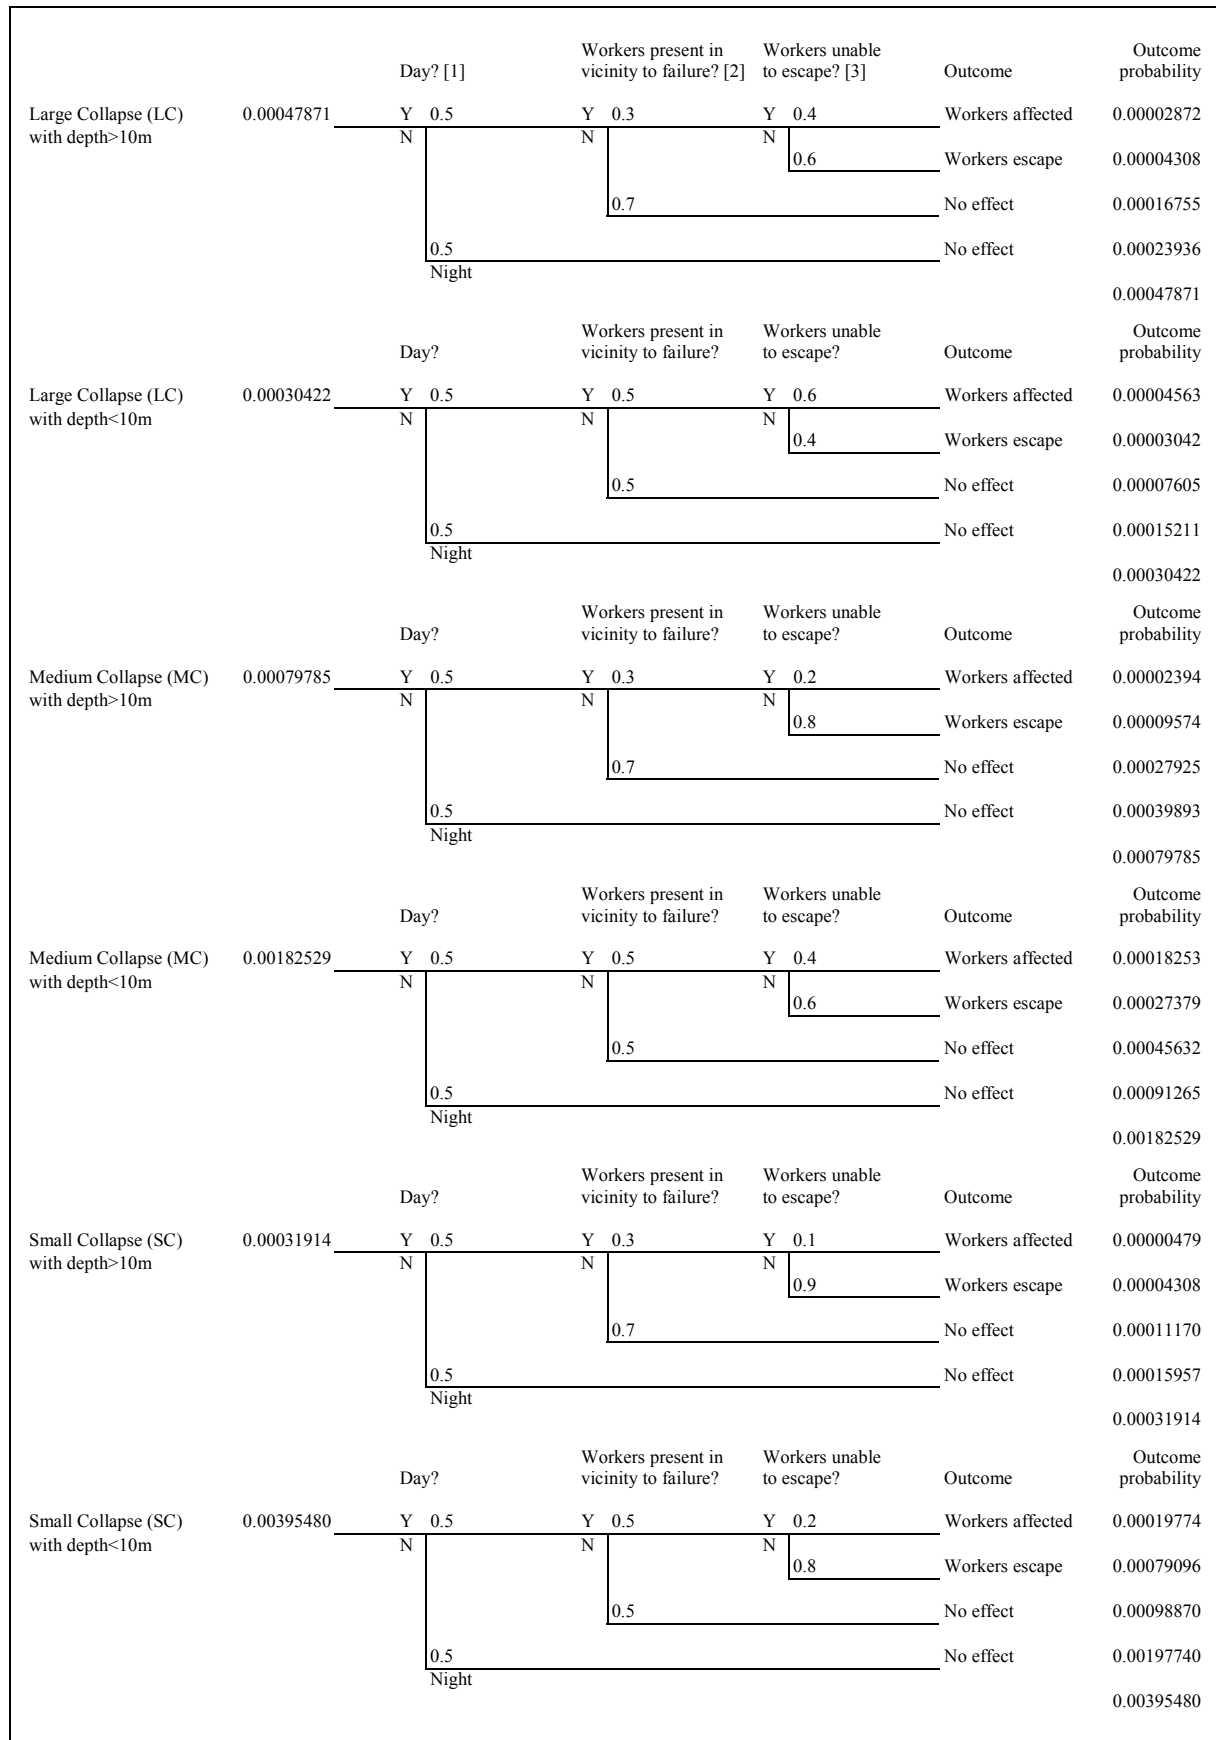 Workers present in Workers unable Outcome
Day? [1] vicinity to failure? [2] to escape? [3] Outcome probability
Large Collapse (LC) 0.00047871 Y 0.5 Y 0.3 Y 0.4 Workers affected 0.00002872
with depth>10m N N N
0.6 Workers escape 0.00004308
0.7 No effect 0.00016755
0.5 No effect 0.00023936
Night
0.00047871
Workers present in Workers unable Outcome
Day? vicinity to failure? to escape? Outcome probability
Large Collapse (LC) 0.00030422 Y 0.5 Y 0.5 Y 0.6 Workers affected 0.00004563
with depth<10m N N N
0.4 Workers escape 0.00003042
0.5 No effect 0.00007605
0.5 No effect 0.00015211
Night
0.00030422
Workers present in Workers unable Outcome
Day? vicinity to failure? to escape? Outcome probability
Medium Collapse (MC) 0.00079785 Y 0.5 Y 0.3 Y 0.2 Workers affected 0.00002394
with depth>10m N N N
0.8 Workers escape 0.00009574
0.7 No effect 0.00027925
0.5 No effect 0.00039893
Night
0.00079785
Workers present in Workers unable Outcome
Day? vicinity to failure? to escape? Outcome probability
Medium Collapse (MC) 0.00182529 Y 0.5 Y 0.5 Y 0.4 Workers affected 0.00018253
with depth<10m N N N
0.6 Workers escape 0.00027379
0.5 No effect 0.00045632
0.5 No effect 0.00091265
Night
0.00182529
Workers present in Workers unable Outcome
Day? vicinity to failure? to escape? Outcome probability
Small Collapse (SC) 0.00031914 Y 0.5 Y 0.3 Y 0.1 Workers affected 0.00000479
with depth>10m N N N
0.9 Workers escape 0.00004308
0.7 No effect 0.00011170
0.5 No effect 0.00015957
Night
0.00031914
Workers present in Workers unable Outcome
Day? vicinity to failure? to escape? Outcome probability
Small Collapse (SC) 0.00395480 Y 0.5 Y 0.5 Y 0.2 Workers affected 0.00019774
with depth<10m N N N
0.8 Workers escape 0.00079096
0.5 No effect 0.00098870
0.5 No effect 0.00197740
Night
0.00395480